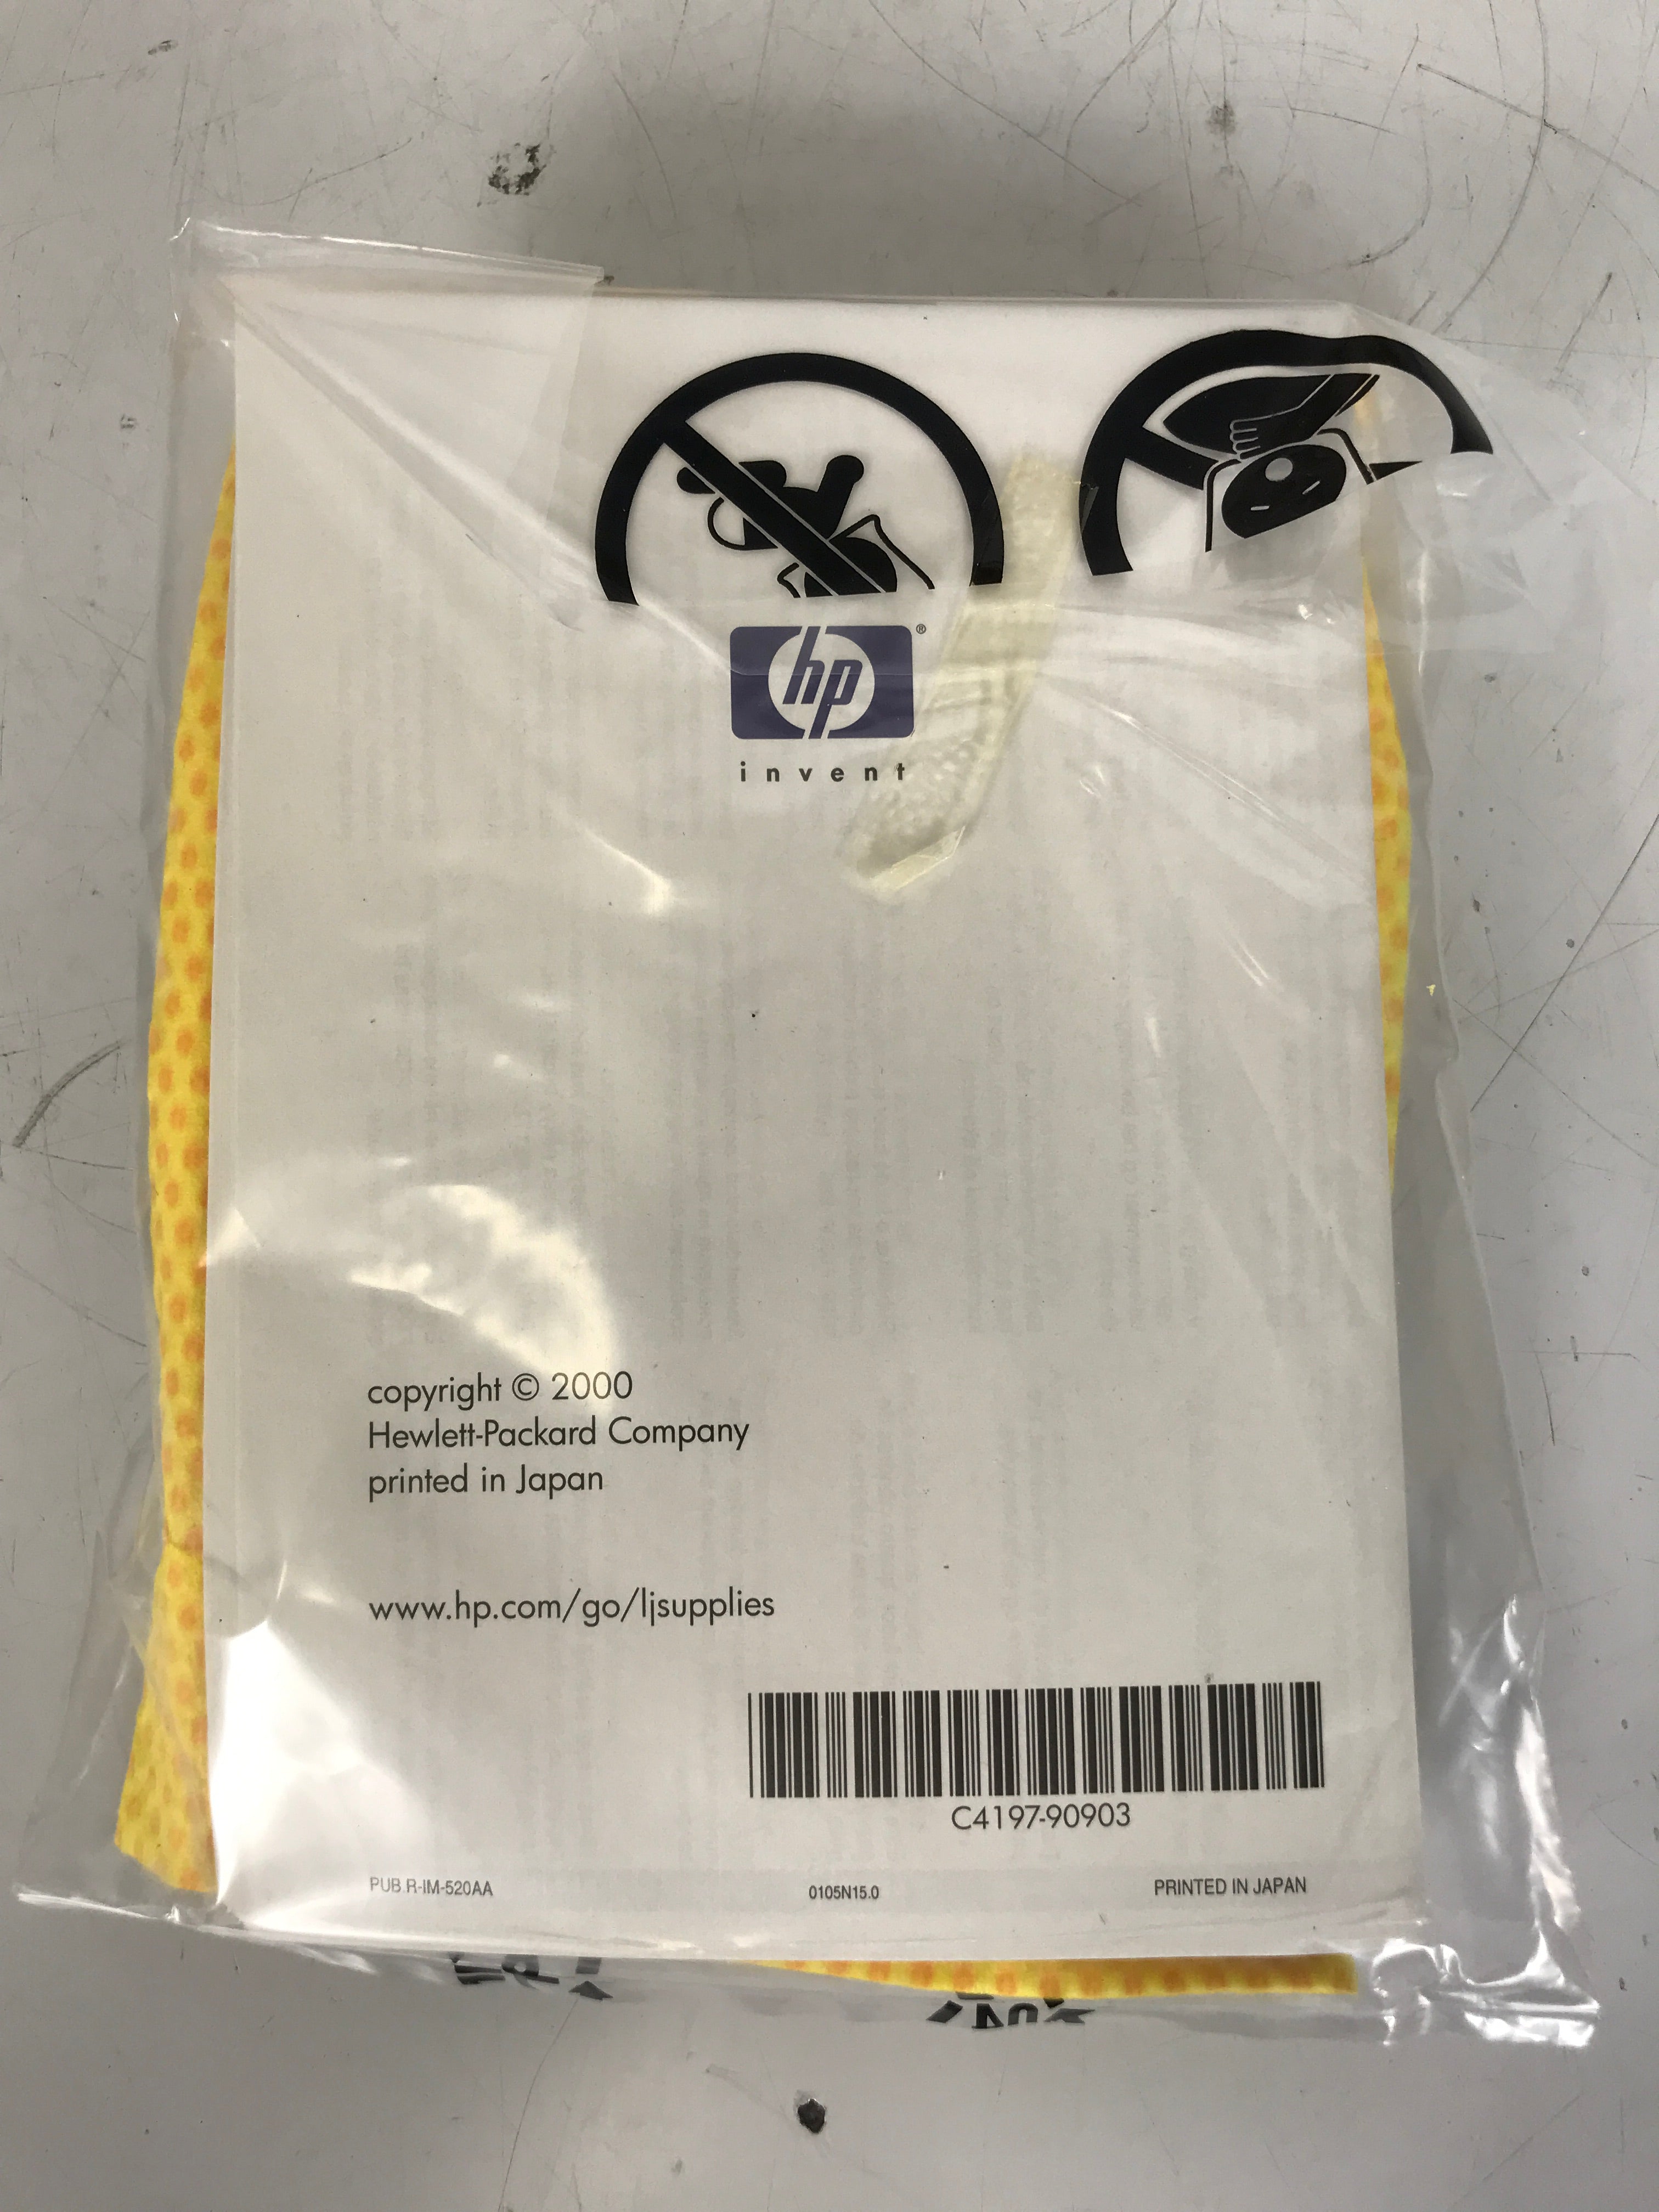 hp®
invent
copyright © 2000
Hewlett-Packard Company
printed in Japan
www.hp.com/go/ljsupplies
C4197-90903
PUB.R-IM-520AA 0105N15.0 PRINTED IN JAPAN